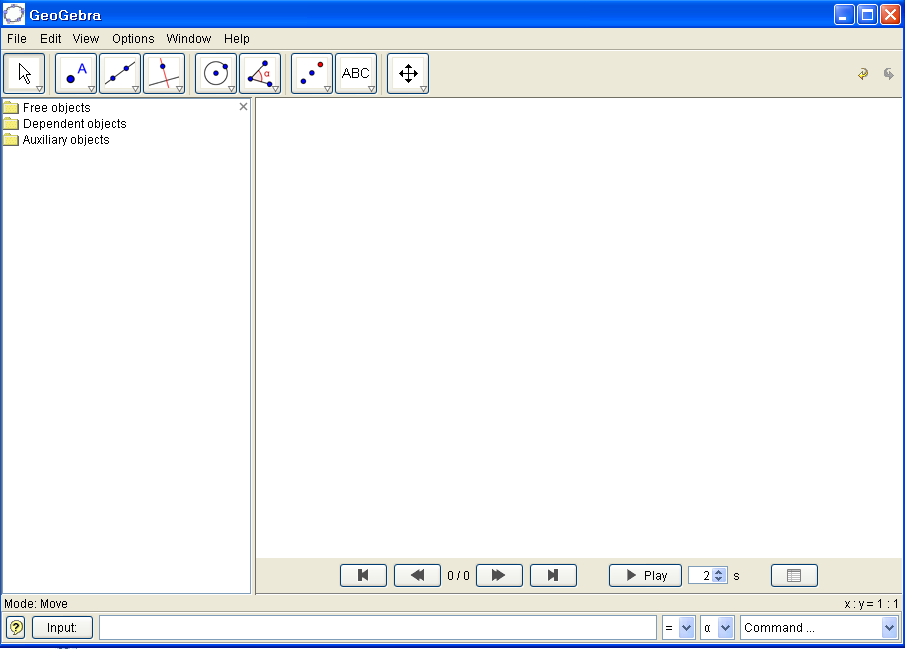 GeoGebra
File Edit View Options Window Help
A α ABC
Free objects
Dependent objects
Auxiliary objects
0 / 0 Play 2 s
Mode: Move x : y = 1 : 1
? Input: = α Command ...